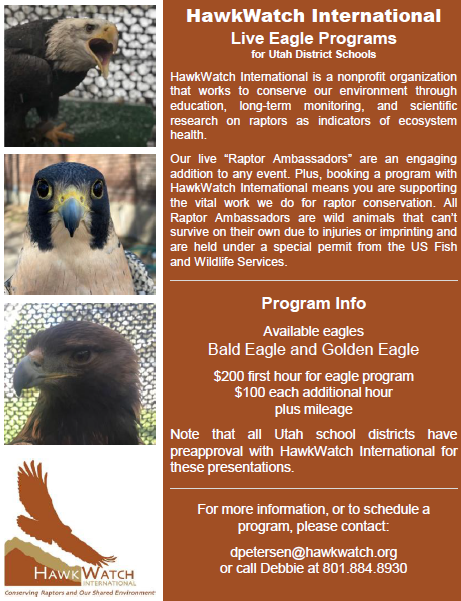 HawkWatch International
Live Eagle Programs
for Utah District Schools
HawkWatch International is a nonprofit organization
that works to conserve our environment through
education, long-term monitoring, and scientific
research on raptors as indicators of ecosystem
health.
Our live “Raptor Ambassadors” are an engaging
addition to any event. Plus, booking a program with
HawkWatch International means you are supporting
the vital work we do for raptor conservation. All
Raptor Ambassadors are wild animals that can’t
survive on their own due to injuries or imprinting and
are held under a special permit from the US Fish
and Wildlife Services.
Program Info
Available eagles
Bald Eagle and Golden Eagle
$200 first hour for eagle program
$100 each additional hour
plus mileage
Note that all Utah school districts have
preapproval with HawkWatch International for
these presentations.
For more information, or to schedule a
program, please contact:
dpetersen@hawkwatch.org
or call Debbie at 801.884.8930
HAWKWATCH
INTERNATIONAL
Conserving Raptors and Our Shared Environment